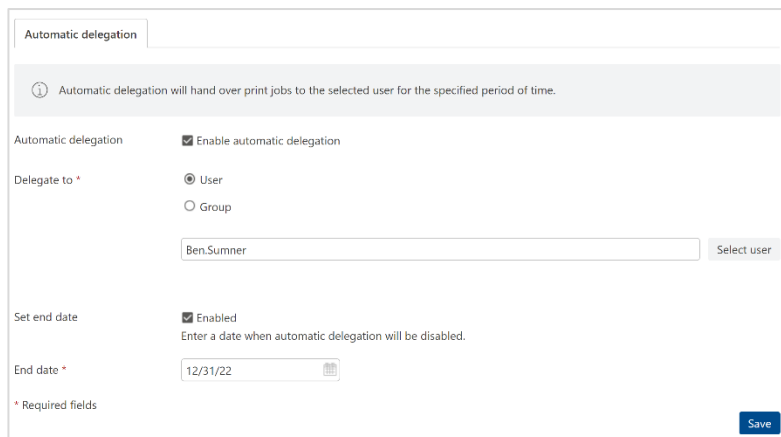 Automatic delegation
Automatic delegation will hand over print jobs to the selected user for the specified period of time.
Automatic delegation
Enable automatic delegation
Delegate to *
User
Group
Ben.Sumner
Select user
Set end date
Enabled
Enter a date when automatic delegation will be disabled.
End date *
12/31/22
* Required fields
Save